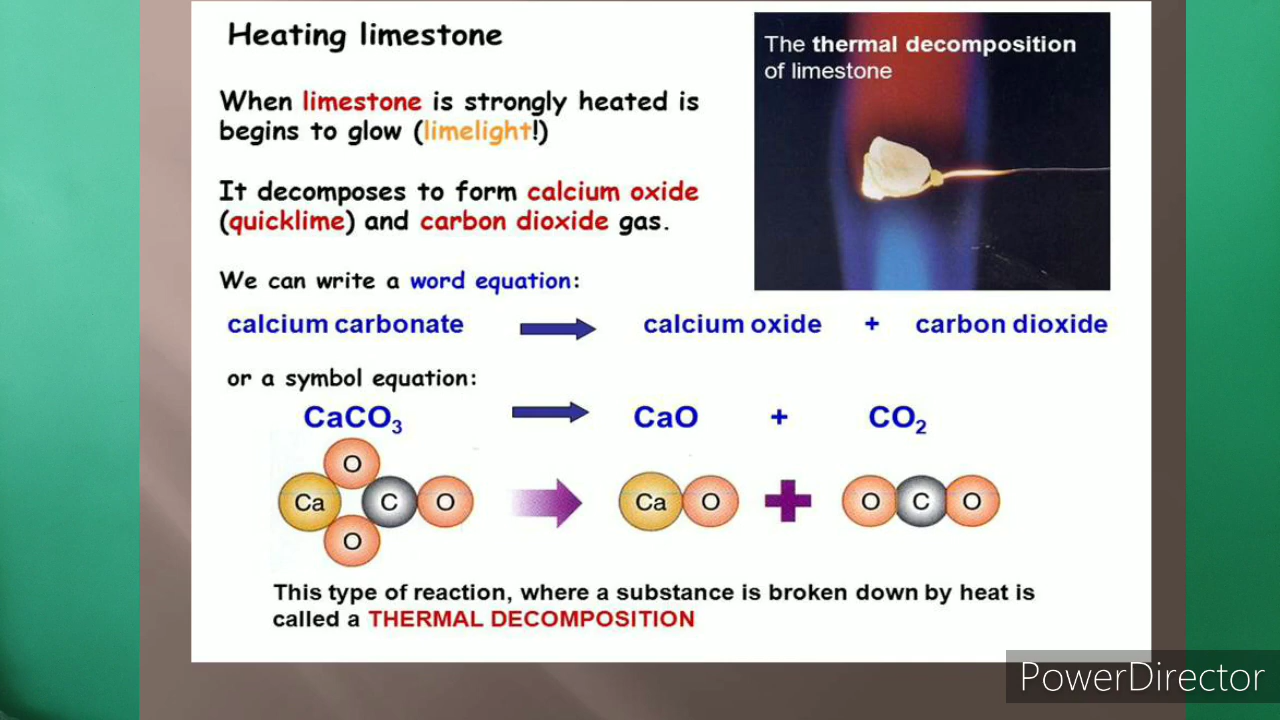 Heating limestone
The thermal decomposition
of limestone
When limestone is strongly heated is
begins to glow (limelight!)
It decomposes to form calcium oxide
(quicklime) and carbon dioxide gas.
We can write a word equation:
calcium carbonate calcium oxide + carbon dioxide
or a symbol equation:
CaCO₃ CaO + CO₂
O
Ca C O Ca O O C O
O
This type of reaction, where a substance is broken down by heat is
called a THERMAL DECOMPOSITION
PowerDirector